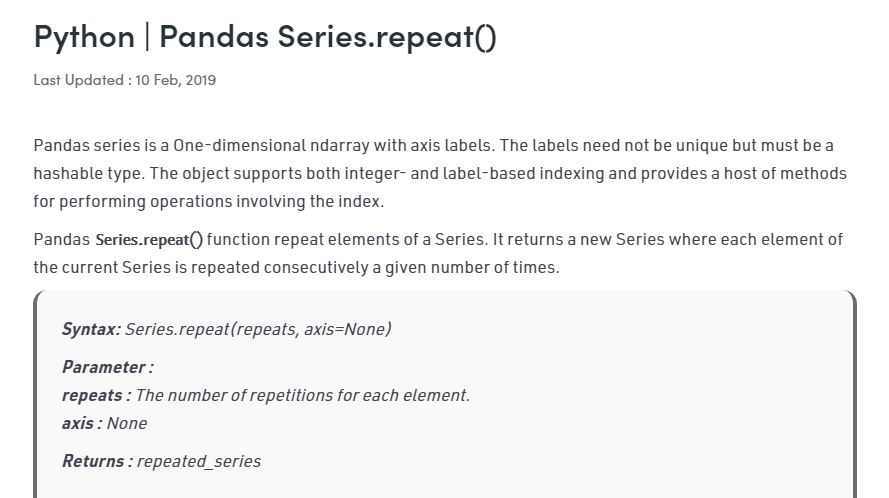 Python | Pandas Series.repeat()
Last Updated : 10 Feb, 2019
Pandas series is a One-dimensional ndarray with axis labels. The labels need not be unique but must be a
hashable type. The object supports both integer- and label-based indexing and provides a host of methods
for performing operations involving the index.
Pandas Series.repeat() function repeat elements of a Series. It returns a new Series where each element of
the current Series is repeated consecutively a given number of times.
Syntax: Series.repeat(repeats, axis=None)
Parameter :
repeats : The number of repetitions for each element.
axis : None
Returns : repeated_series